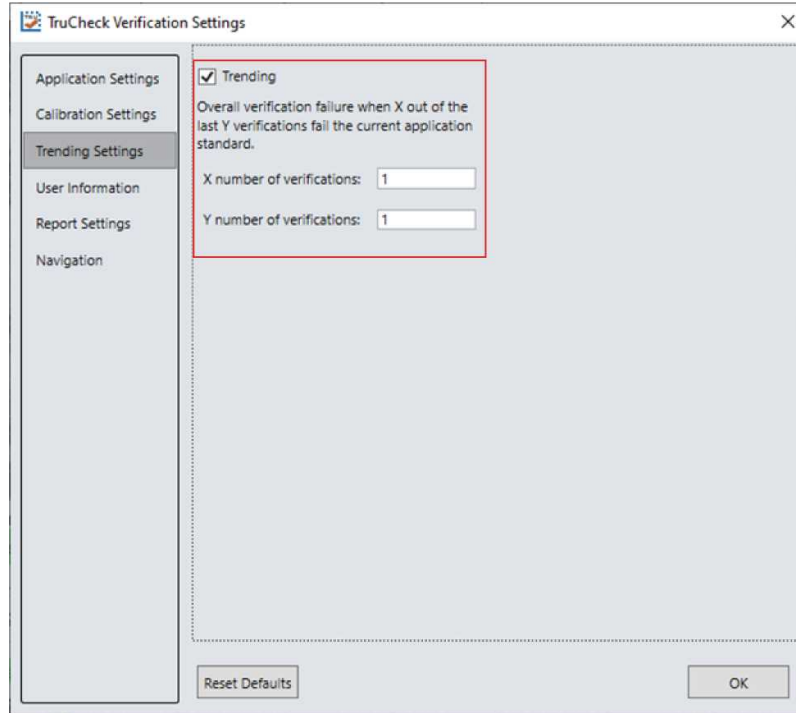 TruCheck Verification Settings
Application Settings
Calibration Settings
Trending Settings
User Information
Report Settings
Navigation
Trending
Overall verification failure when X out of the
last Y verifications fail the current application
standard.
X number of verifications: 1
Y number of verifications: 1
Reset Defaults
OK